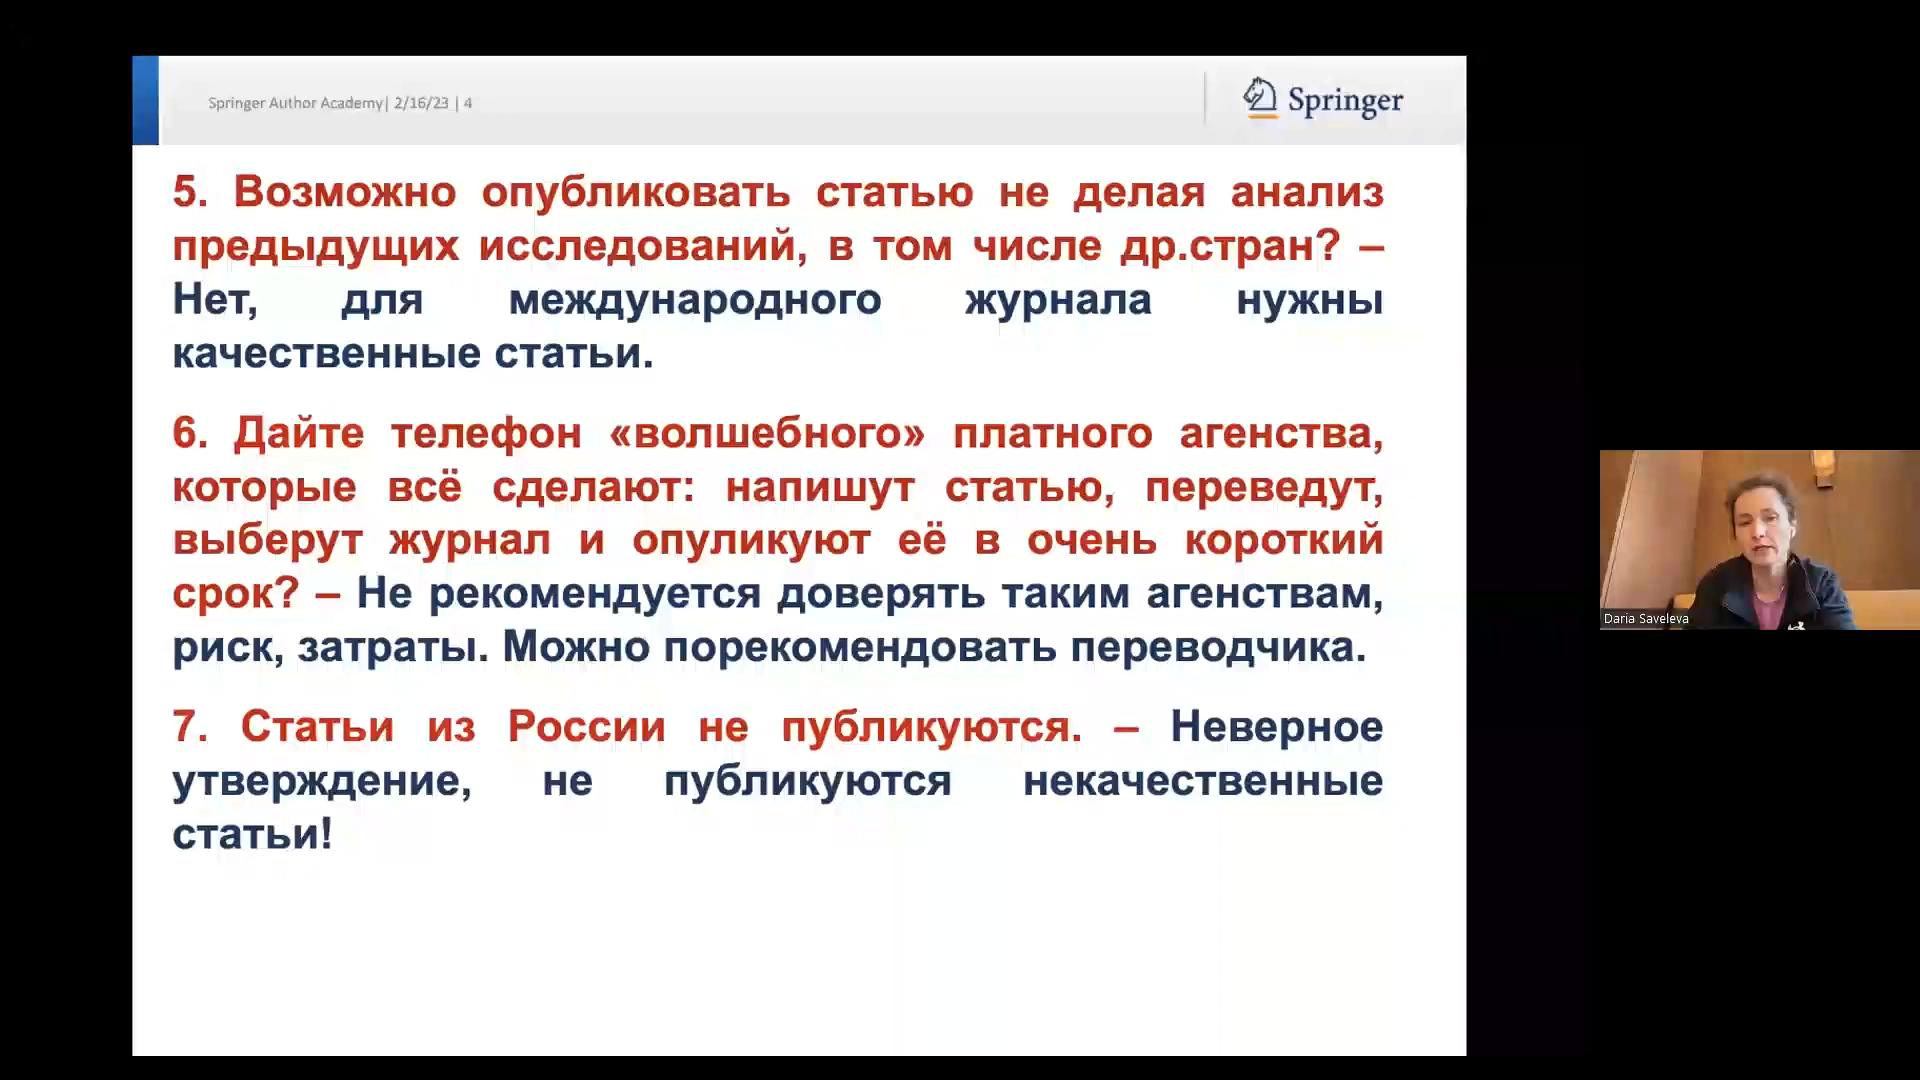 Springer Author Academy| 2/16/23 | 4
Springer
5. Возможно опубликовать статью не делая анализ
предыдущих исследований, в том числе др.стран? –
Нет, для международного журнала нужны
качественные статьи.
6. Дайте телефон «волшебного» платного агенства,
которые всё сделают: напишут статью, переведут,
выберут журнал и опуликуют её в очень короткий
срок? – Не рекомендуется доверять таким агенствам,
риск, затраты. Можно порекомендовать переводчика.
7. Статьи из России не публикуются. – Неверное
утверждение, не публикуются некачественные
статьи!
Daria Saveleva